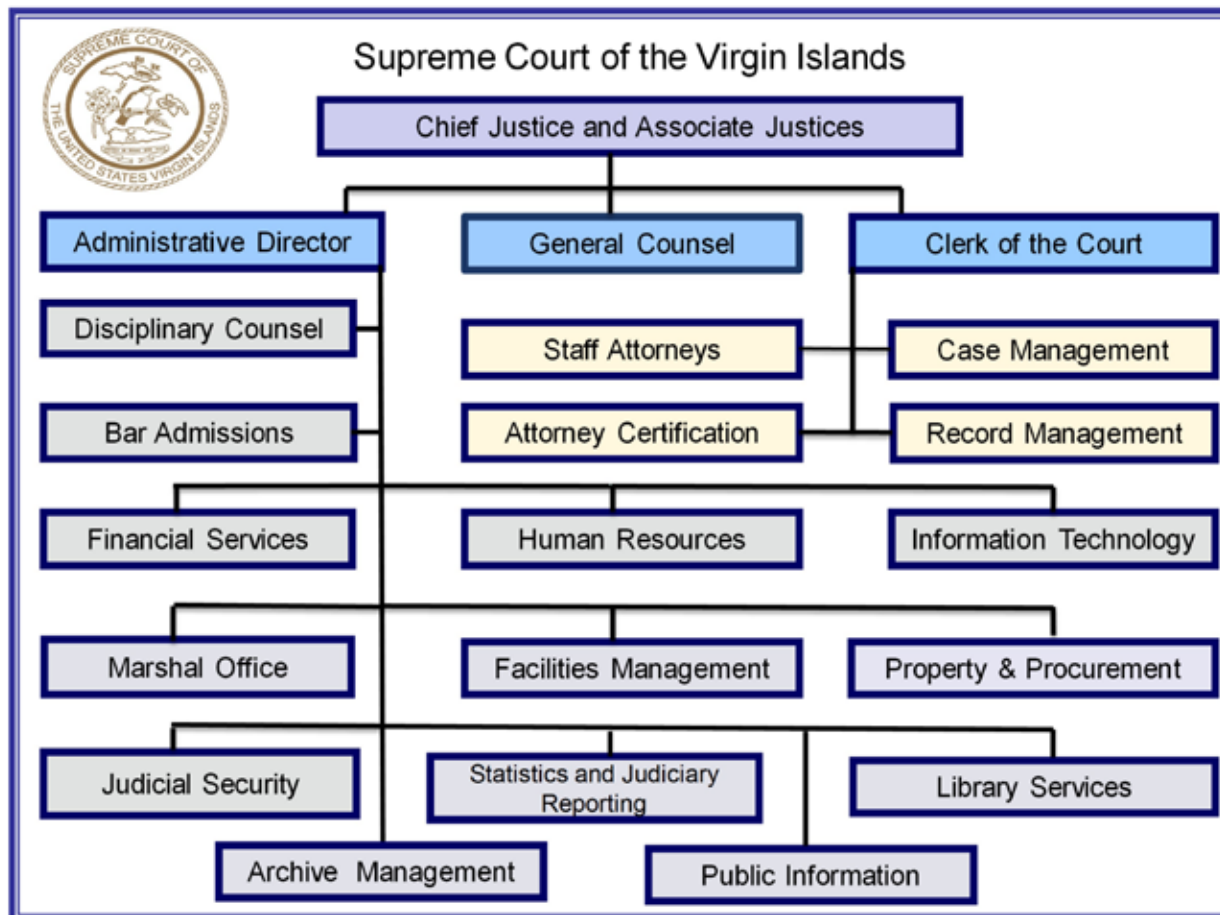 SUPREME COURT OF
THE UNITED STATES VIRGIN ISLANDS
Supreme Court of the Virgin Islands
Chief Justice and Associate Justices
Administrative Director
General Counsel
Clerk of the Court
Disciplinary Counsel
Staff Attorneys
Case Management
Bar Admissions
Attorney Certification
Record Management
Financial Services
Human Resources
Information Technology
Marshal Office
Facilities Management
Property & Procurement
Judicial Security
Statistics and Judiciary
Reporting
Library Services
Archive Management
Public Information